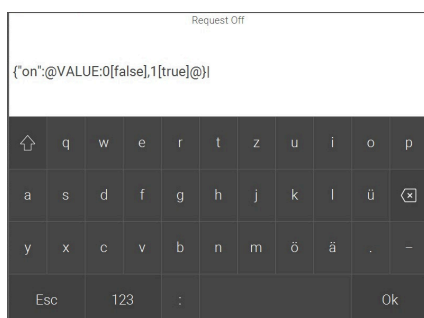 Request Off
{"on":@VALUE:0[false],1[true]@}
q w e r t z u i o p
a s d f g h j k l ü
y x c v b n m ö ä . -
Esc 123 : Ok